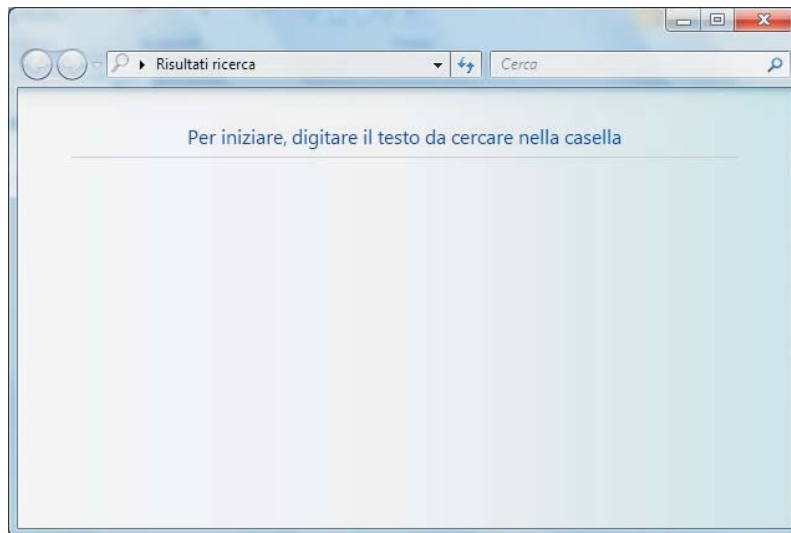 Risultati ricerca
Cerca
Per iniziare, digitare il testo da cercare nella casella